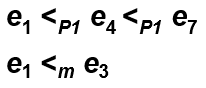 e₁ <ₚ₁ e₄ <ₚ₁ e₇
e₁ <ₘ e₃